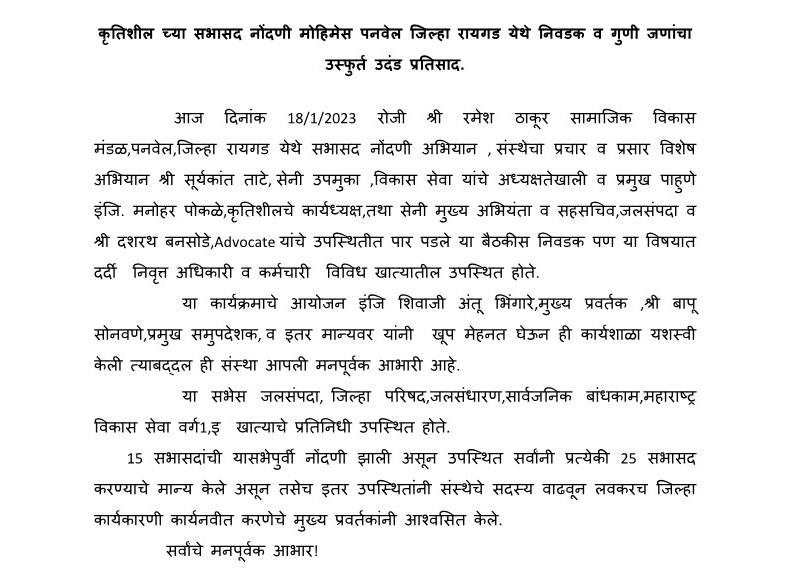 कृतिशील च्या सभासद नोंदणी मोहिमेस पनवेल जिल्हा रायगड येथे निवडक व गुणी जणांचा
उस्फुर्त उदंड प्रतिसाद.
आज दिनांक 18/1/2023 रोजी श्री रमेश ठाकूर सामाजिक विकास
मंडळ,पनवेल,जिल्हा रायगड येथे सभासद नोंदणी अभियान , संस्थेचा प्रचार व प्रसार विशेष
अभियान श्री सूर्यकांत ताटे, सेनी उपमुका ,विकास सेवा यांचे अध्यक्षतेखाली व प्रमुख पाहुणे
इंजि. मनोहर पोकळे,कृतिशीलचे कार्यध्यक्ष,तथा सेनी मुख्य अभियंता व सहसचिव,जलसंपदा व
श्री दशरथ बनसोडे,Advocate यांचे उपस्थितीत पार पडले या बैठकीस निवडक पण या विषयात
दर्दी निवृत्त अधिकारी व कर्मचारी विविध खात्यातील उपस्थित होते.
या कार्यक्रमाचे आयोजन इंजि शिवाजी अंतू भिंगारे,मुख्य प्रवर्तक ,श्री बापू
सोनवणे,प्रमुख समुपदेशक, व इतर मान्यवर यांनी खूप मेहनत घेऊन ही कार्यशाळा यशस्वी
केली त्याबद्दल ही संस्था आपली मनपूर्वक आभारी आहे.
या सभेस जलसंपदा, जिल्हा परिषद,जलसंधारण,सार्वजनिक बांधकाम,महाराष्ट्र
विकास सेवा वर्ग1,इ खात्याचे प्रतिनिधी उपस्थित होते.
15 सभासदांची यासभेपुर्वी नोंदणी झाली असून उपस्थित सर्वांनी प्रत्येकी 25 सभासद
करण्याचे मान्य केले असून तसेच इतर उपस्थितांनी संस्थेचे सदस्य वाढवून लवकरच जिल्हा
कार्यकारणी कार्यनवीत करणेचे मुख्य प्रवर्तकांनी आश्वसित केले.
सर्वांचे मनपूर्वक आभार!